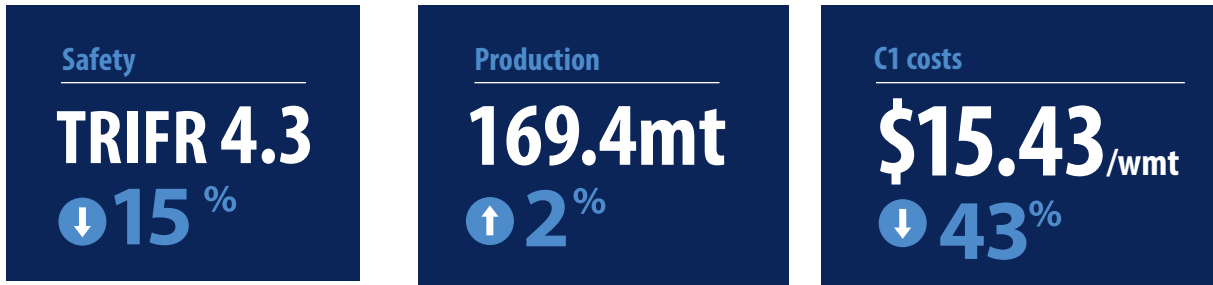 Safety
TRIFR 4.3
15%
Production
169.4mt
2%
C1 costs
$15.43/wmt
43%